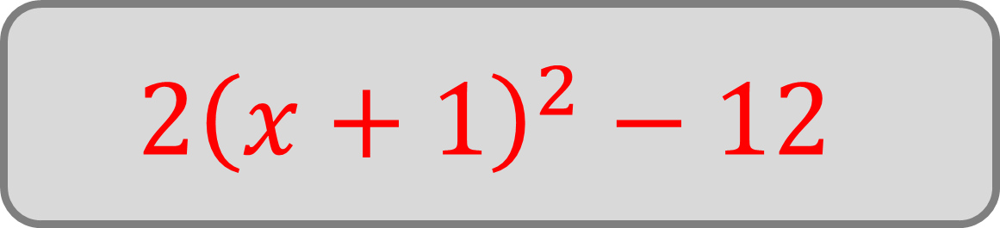 2(x + 1)² − 12